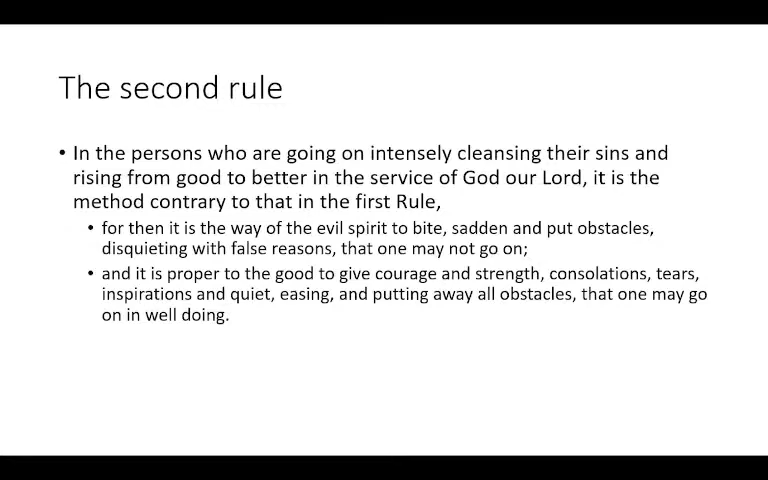 The second rule
• In the persons who are going on intensely cleansing their sins and
rising from good to better in the service of God our Lord, it is the
method contrary to that in the first Rule,
• for then it is the way of the evil spirit to bite, sadden and put obstacles,
disquieting with false reasons, that one may not go on;
• and it is proper to the good to give courage and strength, consolations, tears,
inspirations and quiet, easing, and putting away all obstacles, that one may go
on in well doing.